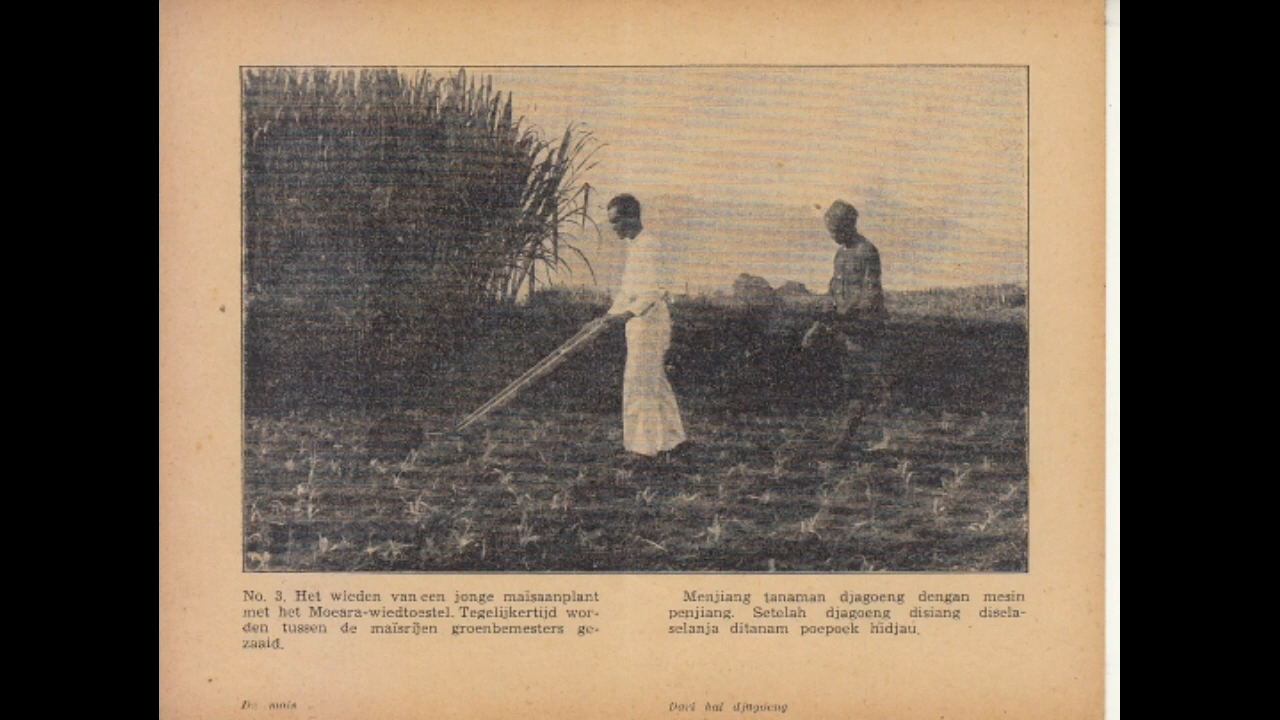 No. 3. Het wieden van een jonge maïsaanplant
met het Moeara-wiedtoestel. Tegelijkertijd wor-
den tussen de maïsrijen groenbemesters ge-
zaaid.
Menjiang tanaman djagoeng dengan mesin
penjiang. Setelah djagoeng disiang disela-
selanja ditanam poepoek hidjau.
De maïs
Dari hal djagoeng